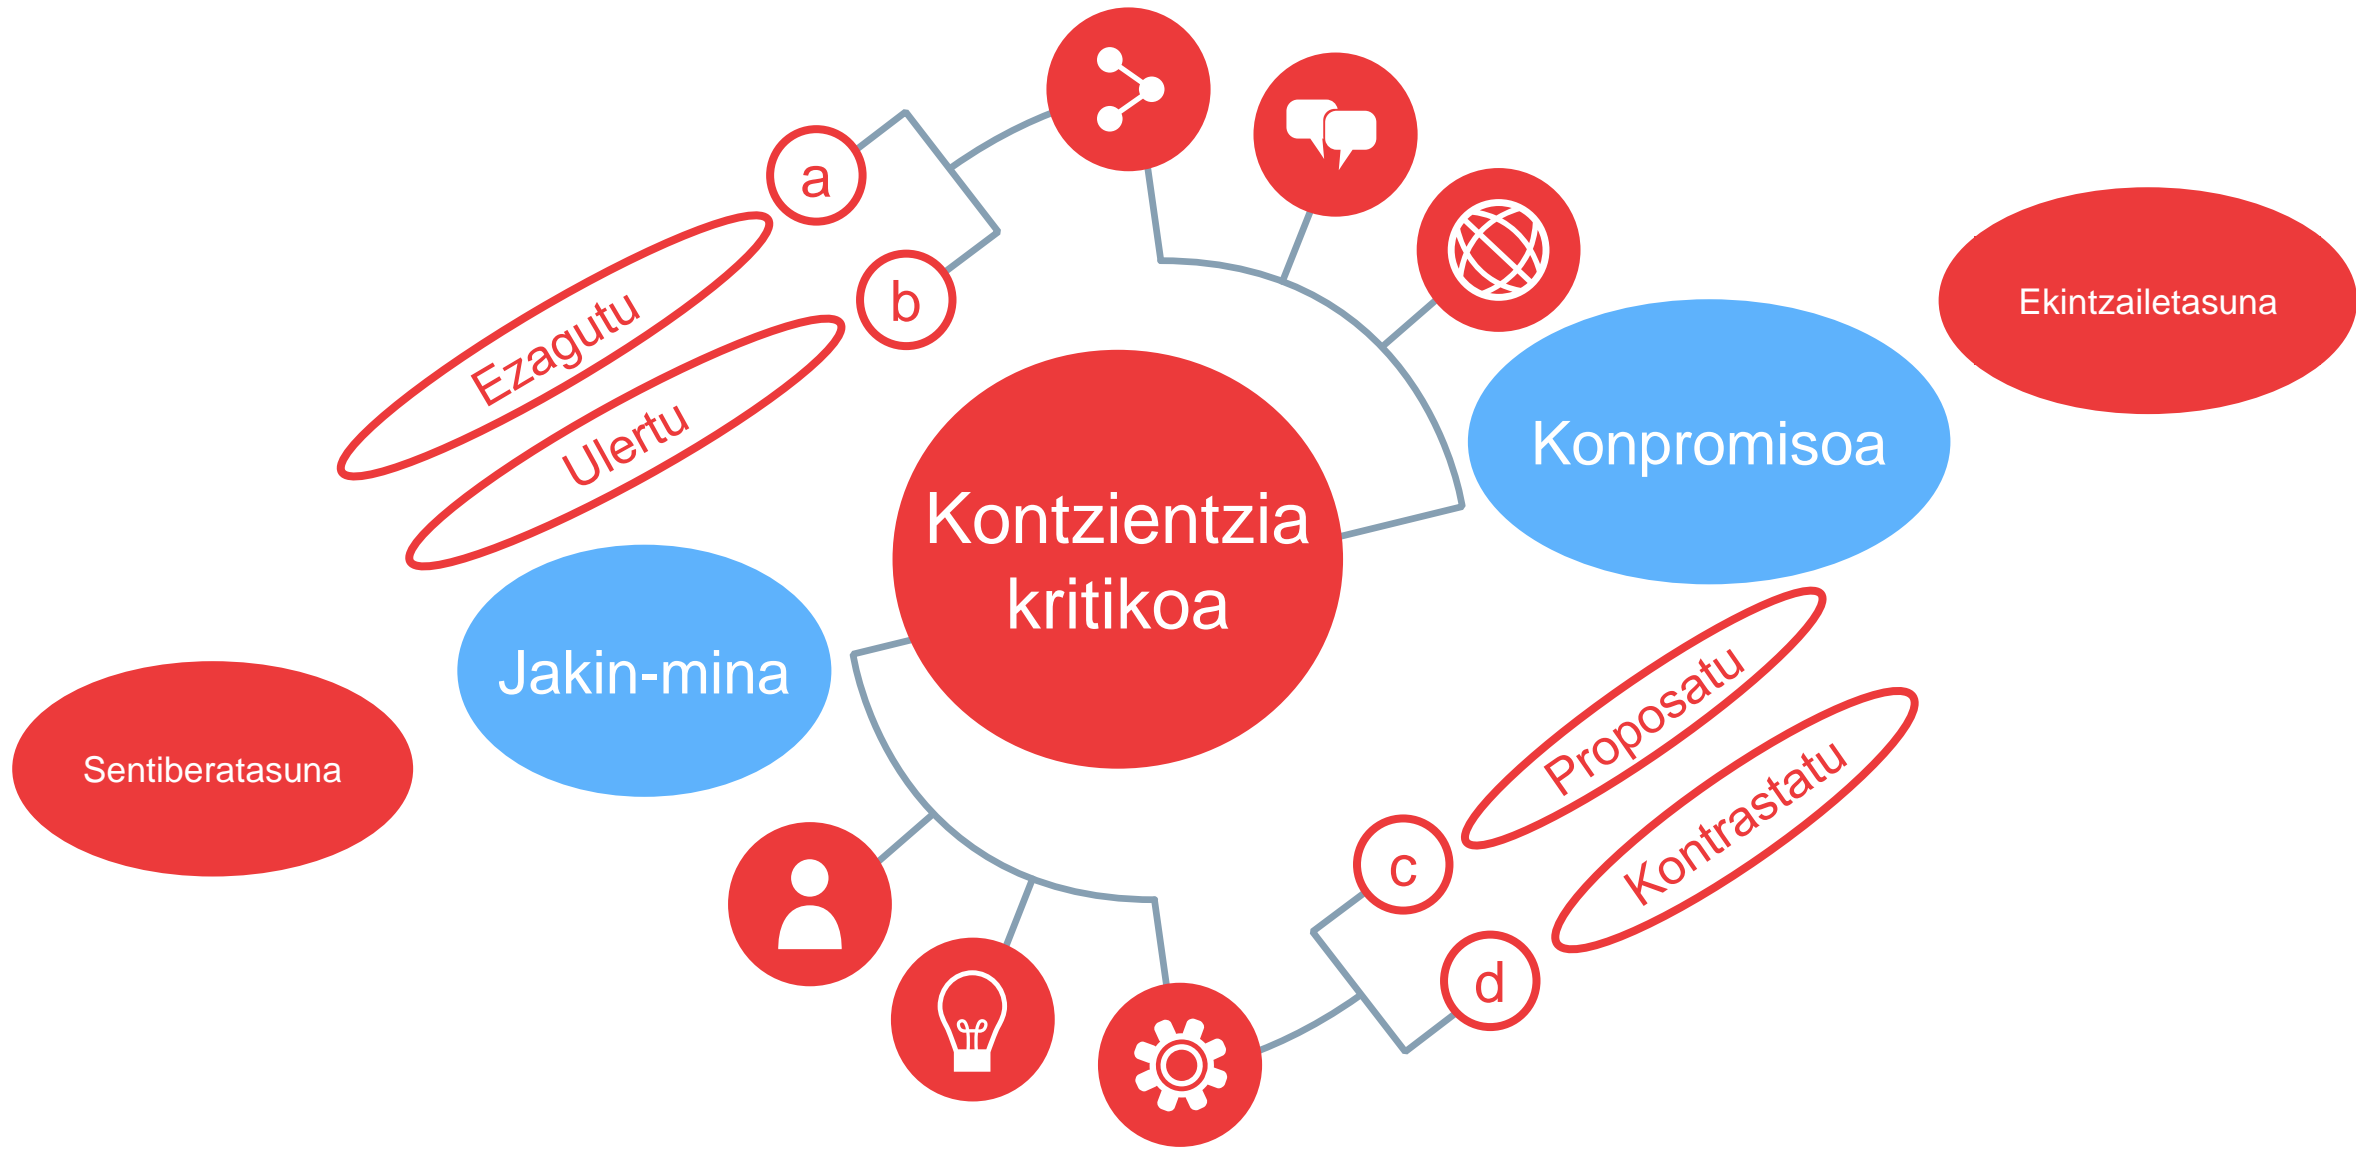 a
b
Ezagutu
Ulertu
Ekintzailetasuna
Konpromisoa
Kontzientzia
kritikoa
Jakin-mina
Sentiberatasuna
Proposatu
Kontrastatu
c
d